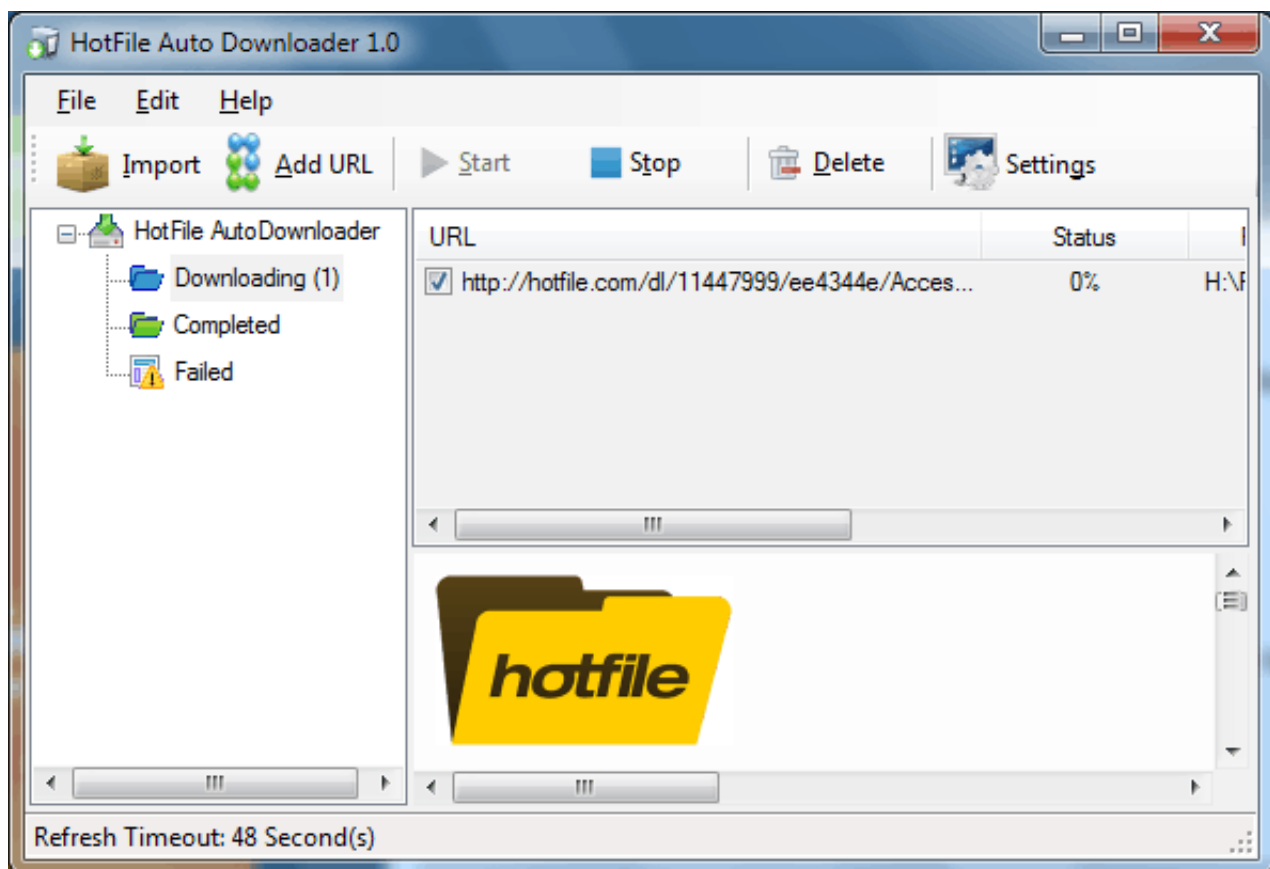 HotFile Auto Downloader 1.0
File Edit Help
Import Add URL Start Stop Delete Settings
HotFile AutoDownloader
Downloading (1)
Completed
Failed
URL Status
http://hotfile.com/dl/11447999/ee4344e/Acces... 0% H:\
hotfile
Refresh Timeout: 48 Second(s)